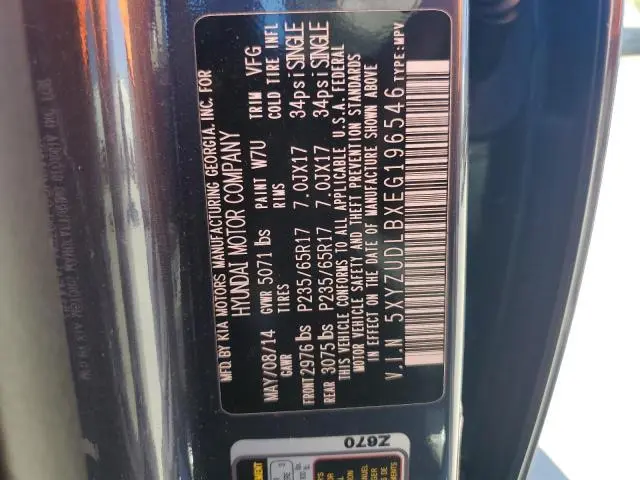 MFD BY KIA MOTORS MANUFACTURING GEORGIA, INC. FOR
HYUNDAI MOTOR COMPANY
MAY/08/14 GVWR 5071 lbs PAINT W7U TRIM VFG
GAWR TIRES RIMS COLD TIRE INFL
FRONT 2976 lbs P235/65R17 7.0JX17 34psi SINGLE
REAR 3075 lbs P235/65R17 7.0JX17 34psi SINGLE
THIS VEHICLE CONFORMS TO ALL APPLICABLE U.S.A. FEDERAL
MOTOR VEHICLE SAFETY AND THEFT PREVENTION STANDARDS
IN EFFECT ON THE DATE OF MANUFACTURE SHOWN ABOVE
V.I.N 5XYZUDLBXEG196546 TYPE:MPV
Z670